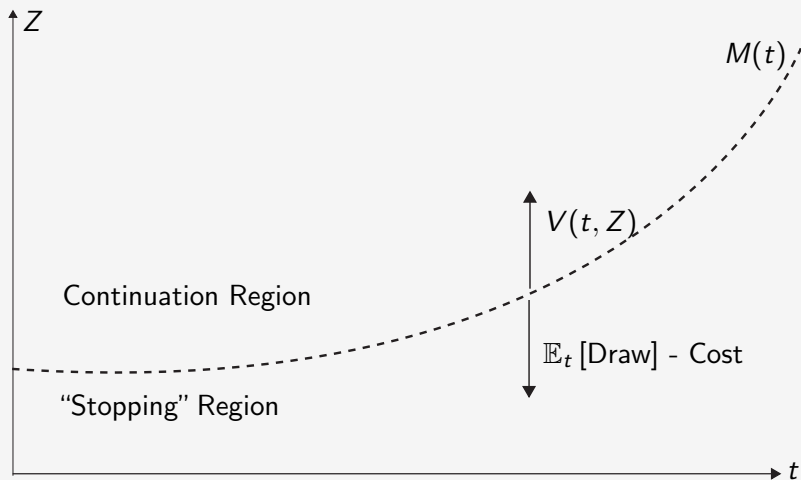 Z
M(t)
V(t, Z)
Continuation Region
𝔼t [Draw] - Cost
“Stopping” Region
t